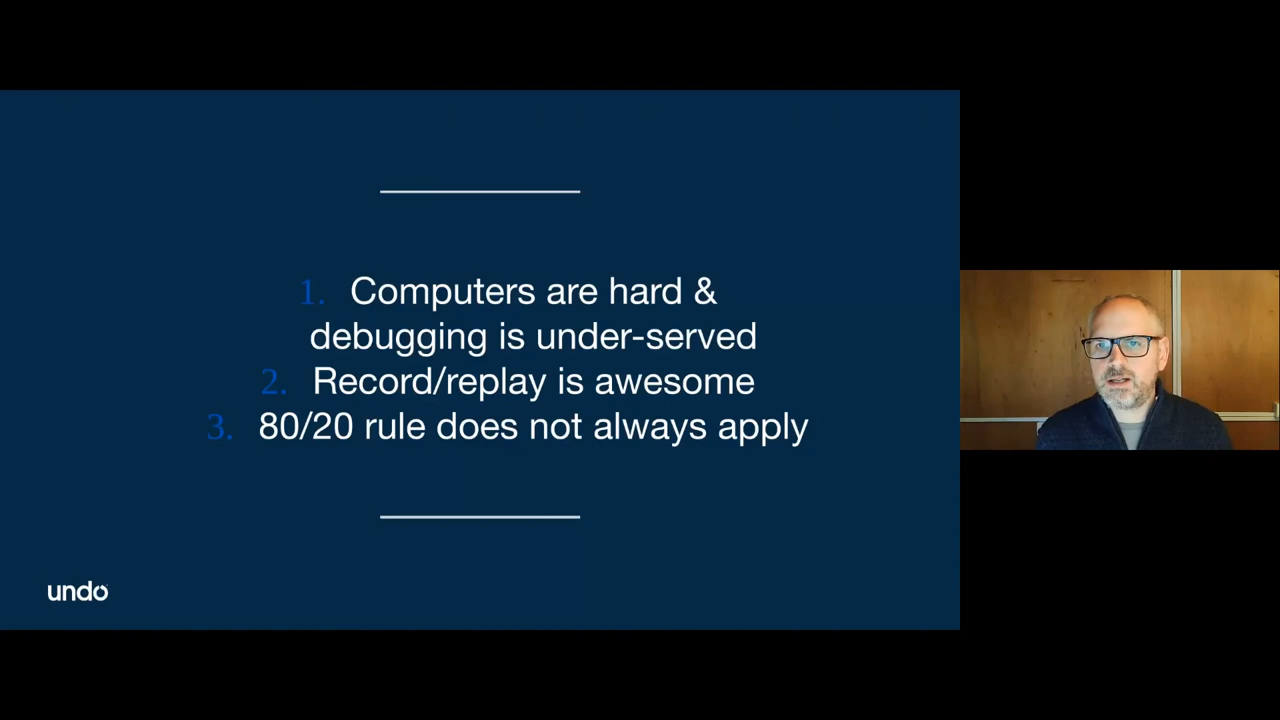 1. Computers are hard &
debugging is under-served
2. Record/replay is awesome
3. 80/20 rule does not always apply
undo